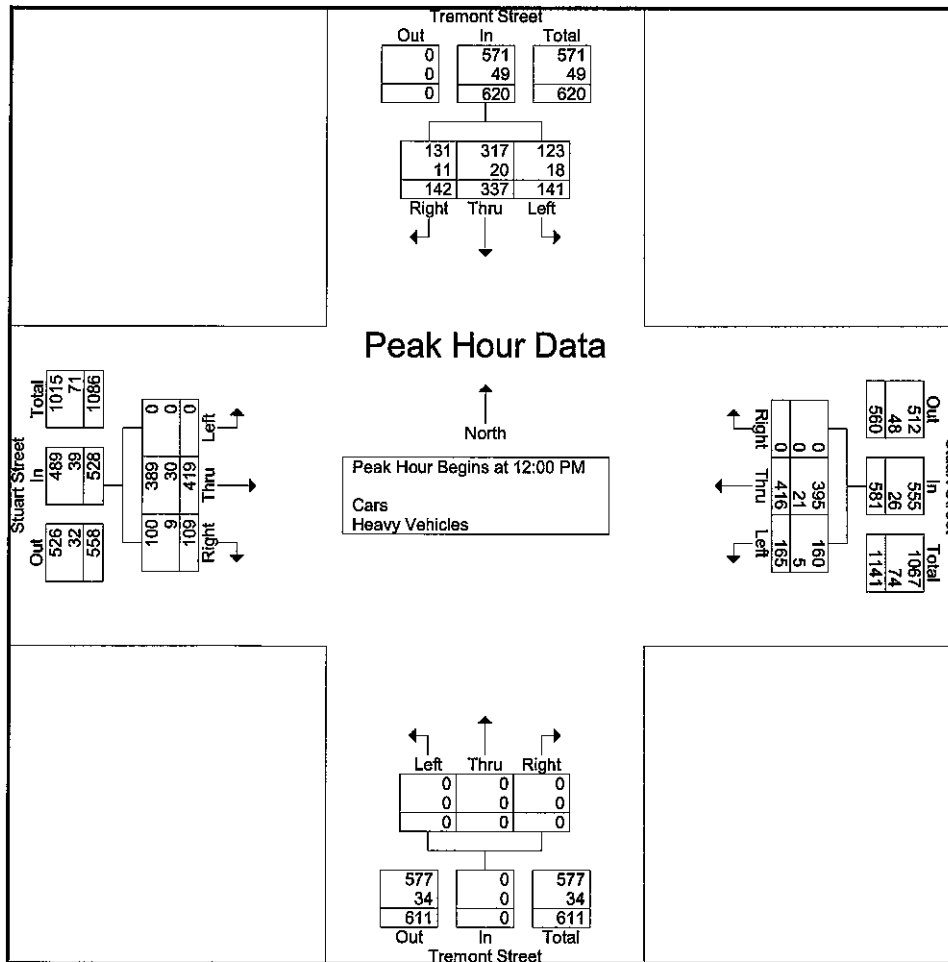 Tremont Street
Out In Total
0 571 571
0 49 49
0 620 620
131 317 123
11 20 18
142 337 141
Right Thru Left
Peak Hour Data
North
Peak Hour Begins at 12:00 PM
Cars
Heavy Vehicles
Stuart Street
Total In Out
1015 489 526
71 39 32
1086 528 558
0 389 100
0 30 9
0 419 109
Left Thru Right
Out In Total
512 555 1067
48 26 74
560 581 1141
0 395 160
0 21 5
0 416 165
Right Thru Left
Left Thru Right
0 0 0
0 0 0
0 0 0
577 0 577
34 0 34
611 0 611
Out In Total
Tremont Street